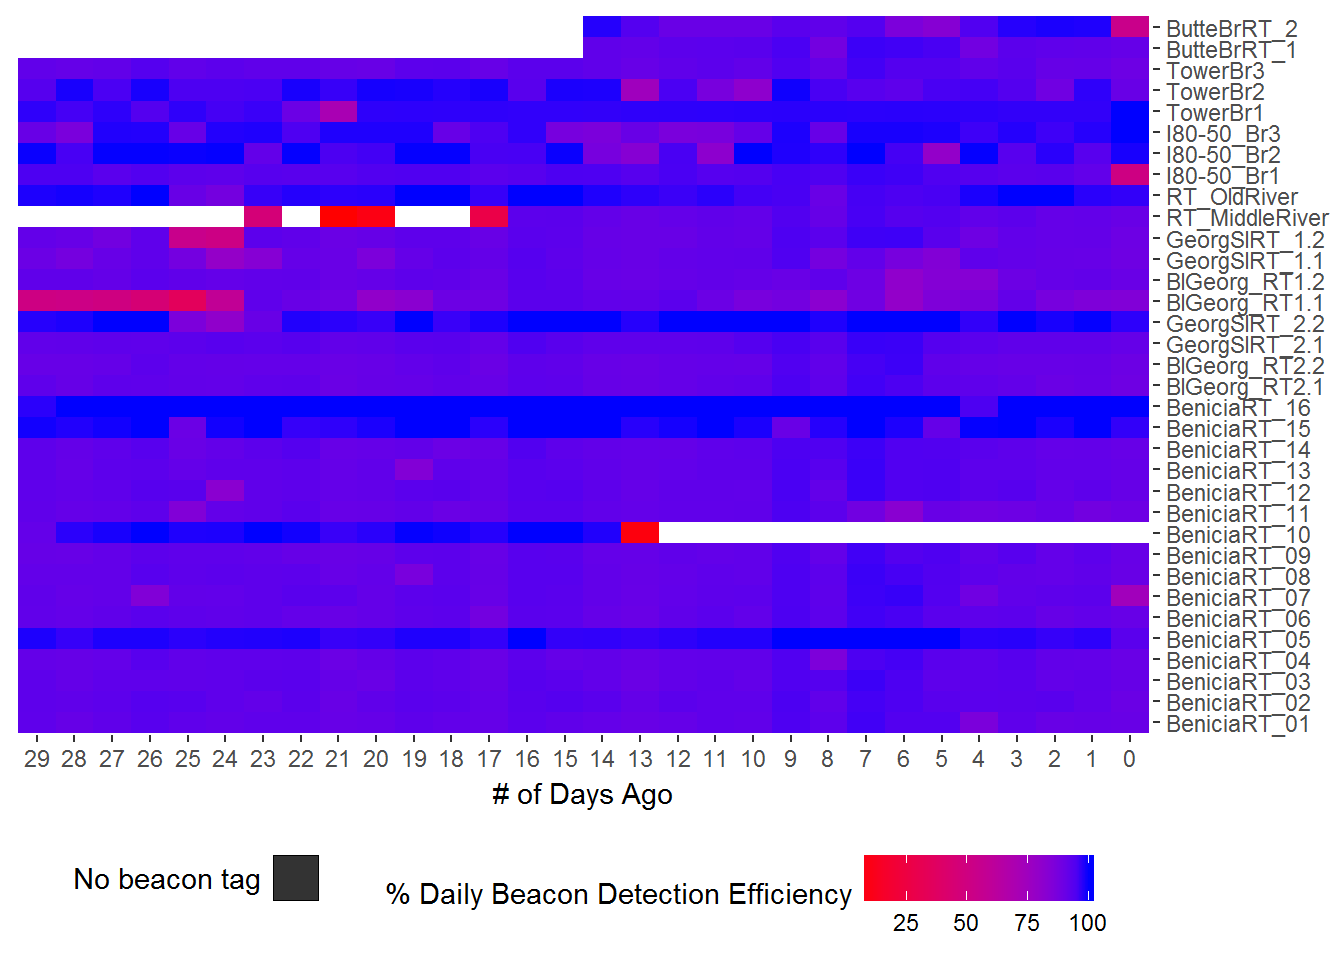 ButteBrRT_2
ButteBrRT_1
TowerBr3
TowerBr2
TowerBr1
I80-50_Br3
I80-50_Br2
I80-50_Br1
RT_OldRiver
RT_MiddleRiver
GeorgSlRT_1.2
GeorgSlRT_1.1
BlGeorg_RT1.2
BlGeorg_RT1.1
GeorgSlRT_2.2
GeorgSlRT_2.1
BlGeorg_RT2.2
BlGeorg_RT2.1
BeniciaRT_16
BeniciaRT_15
BeniciaRT_14
BeniciaRT_13
BeniciaRT_12
BeniciaRT_11
BeniciaRT_10
BeniciaRT_09
BeniciaRT_08
BeniciaRT_07
BeniciaRT_06
BeniciaRT_05
BeniciaRT_04
BeniciaRT_03
BeniciaRT_02
BeniciaRT_01
29 28 27 26 25 24 23 22 21 20 19 18 17 16 15 14 13 12 11 10 9 8 7 6 5 4 3 2 1 0
# of Days Ago
No beacon tag
% Daily Beacon Detection Efficiency
25 50 75 100